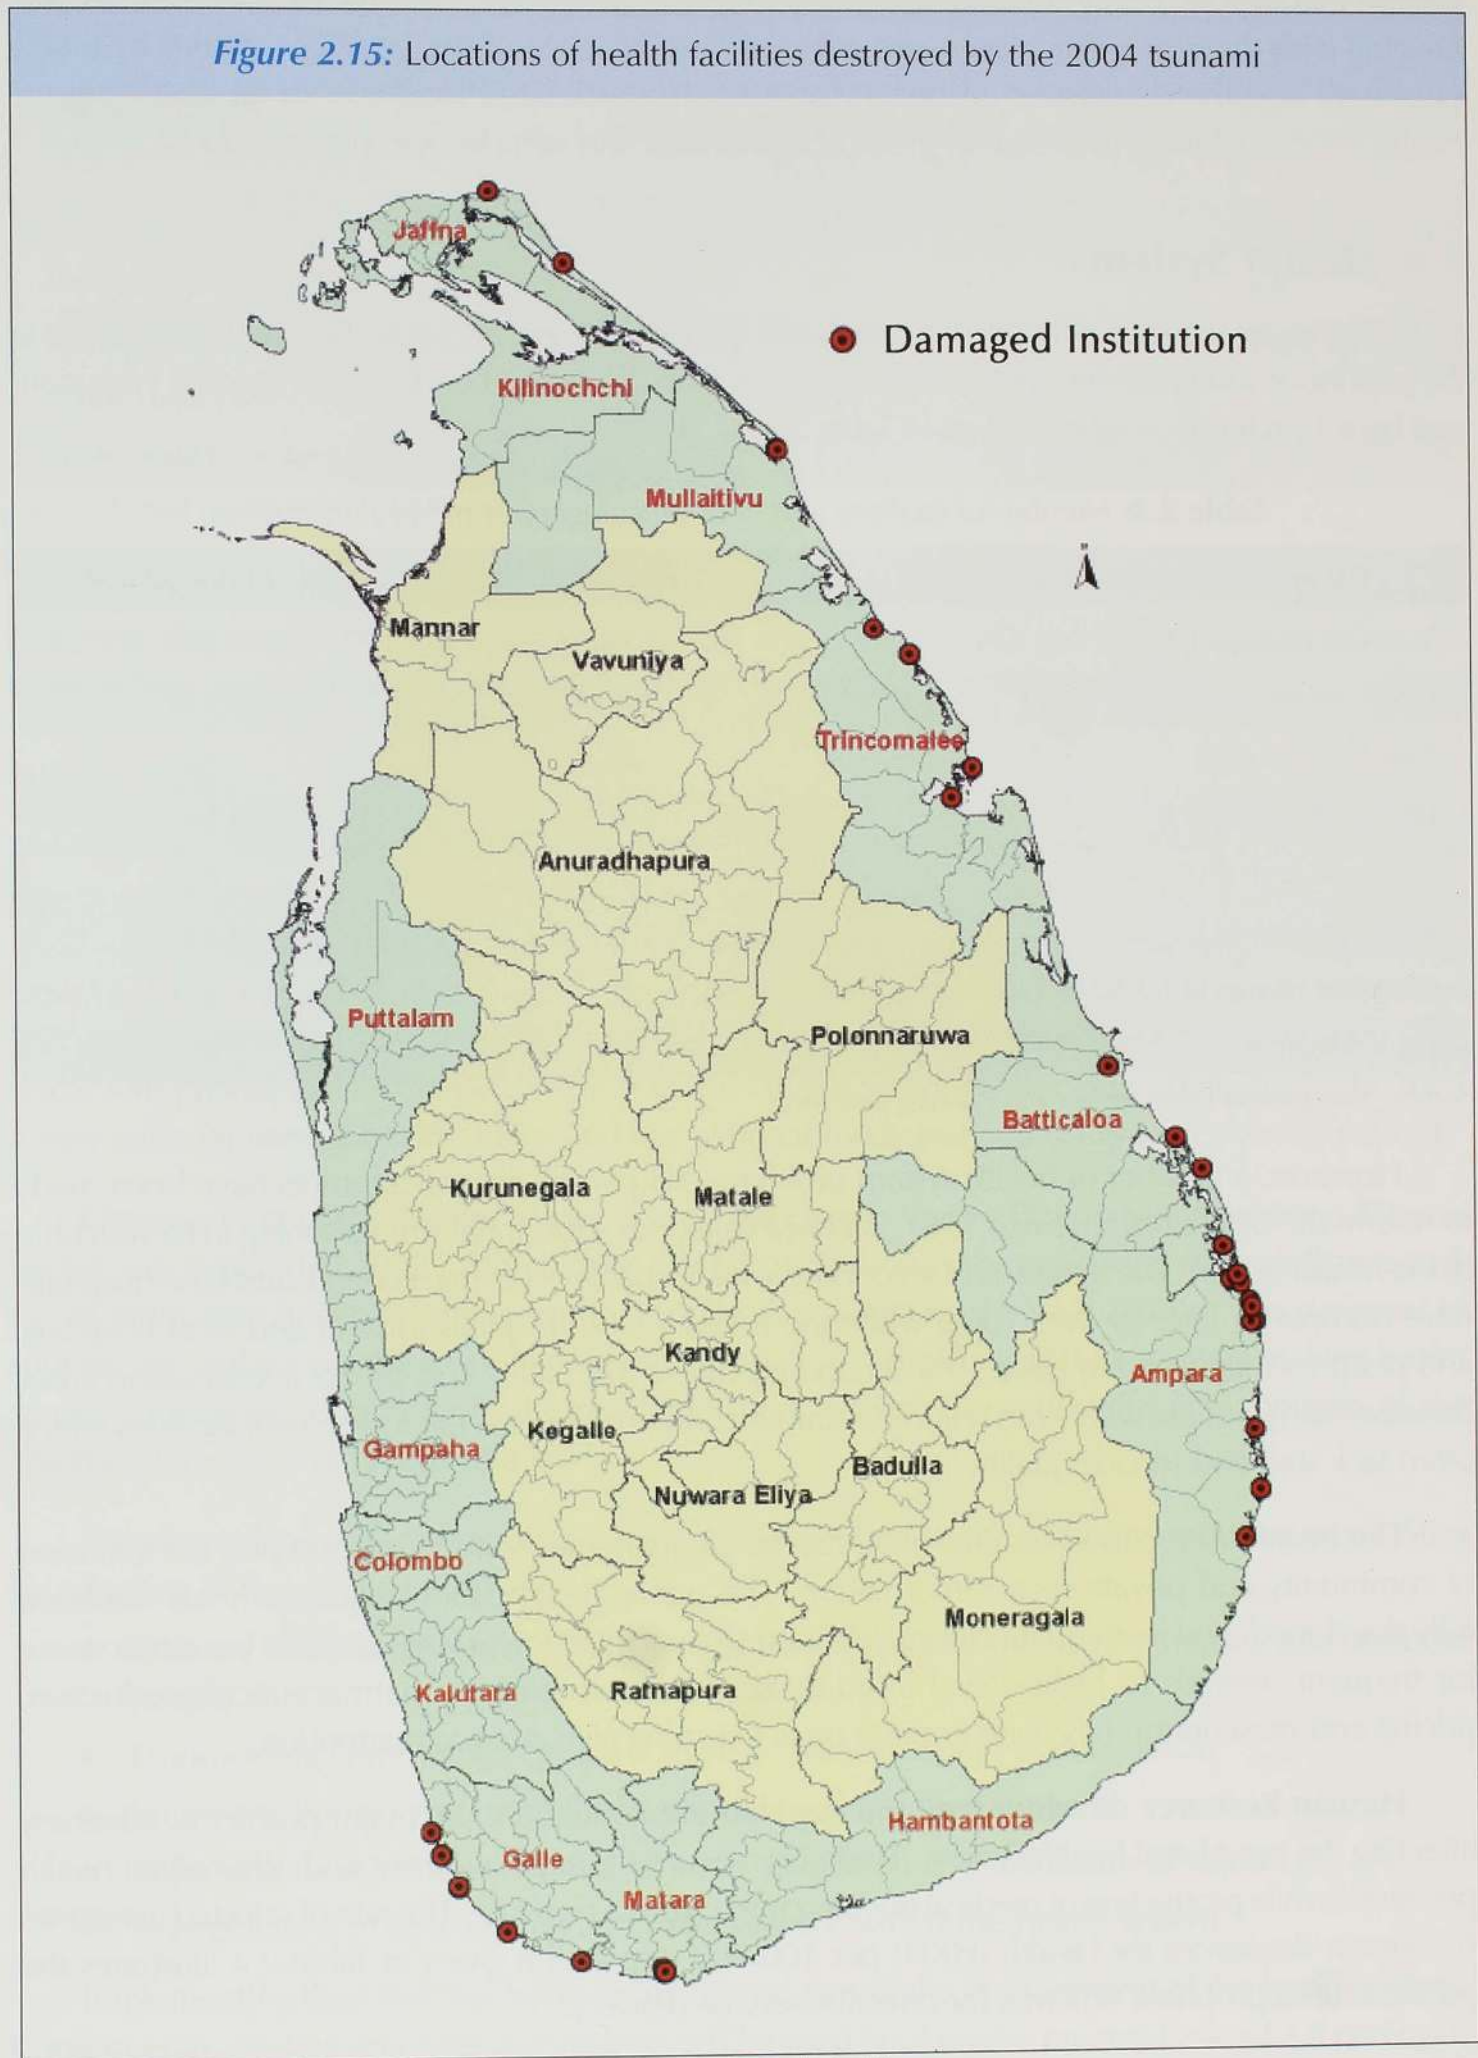 Figure 2.15: Locations of health facilities destroyed by the 2004 tsunami
Jaffna
Damaged Institution
Kilinochchi
Mullaitivu
N
Mannar
Vavuniya
Trincomalee
Anuradhapura
Puttalam
Polonnaruwa
Batticaloa
Kurunegala
Matale
Kandy
Ampara
Kegalle
Gampaha
Badulla
Nuwara Eliya
Colombo
Moneragala
Kalutara
Ratnapura
Hambantota
Galle
Matara